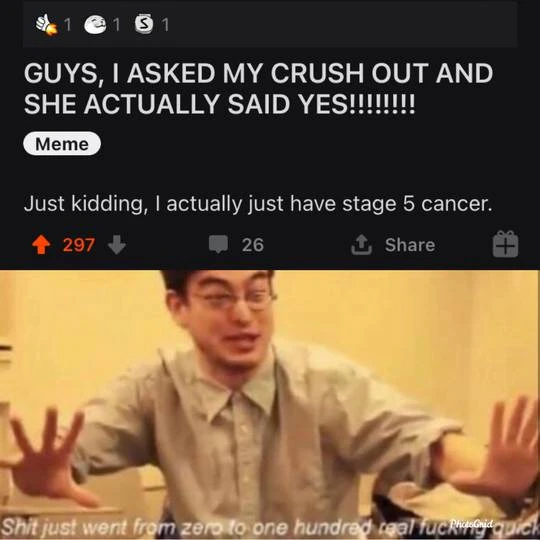 1 1 S 1
GUYS, I ASKED MY CRUSH OUT AND
SHE ACTUALLY SAID YES!!!!!!!!
Meme
Just kidding, I actually just have stage 5 cancer.
297 26 Share
Shit just went from zero to one hundred real fucking quick
PhotoGrid